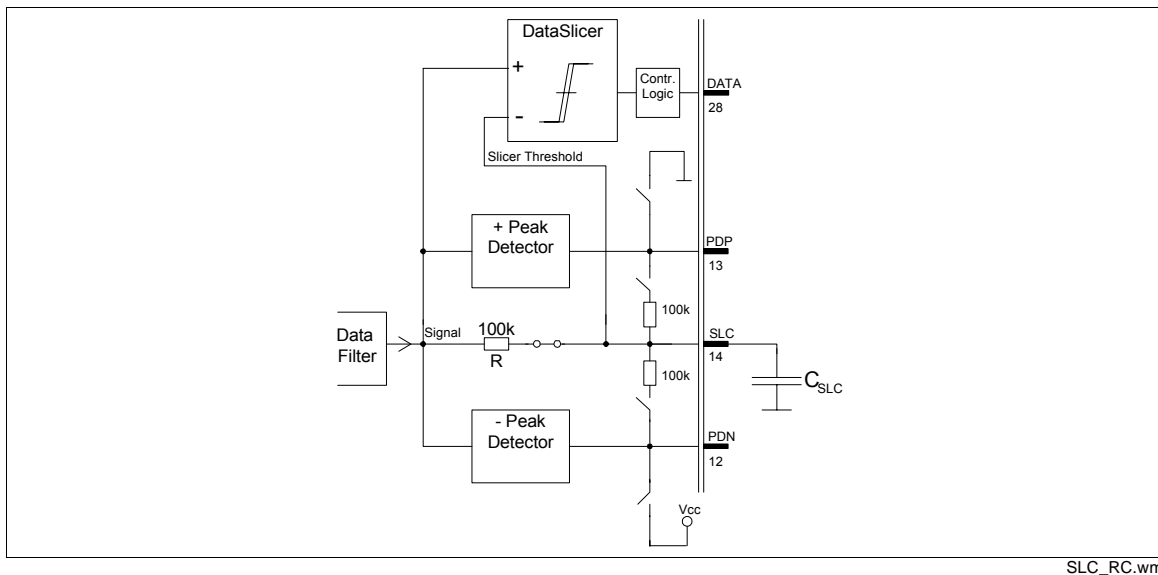 DataSlicer
+
-
Contr.
Logic
DATA
28
Slicer Threshold
+ Peak
Detector
PDP
13
100k
Data
Filter
Signal
100k
R
SLC
14
100k
CSLC
- Peak
Detector
PDN
12
Vcc
SLC_RC.wm